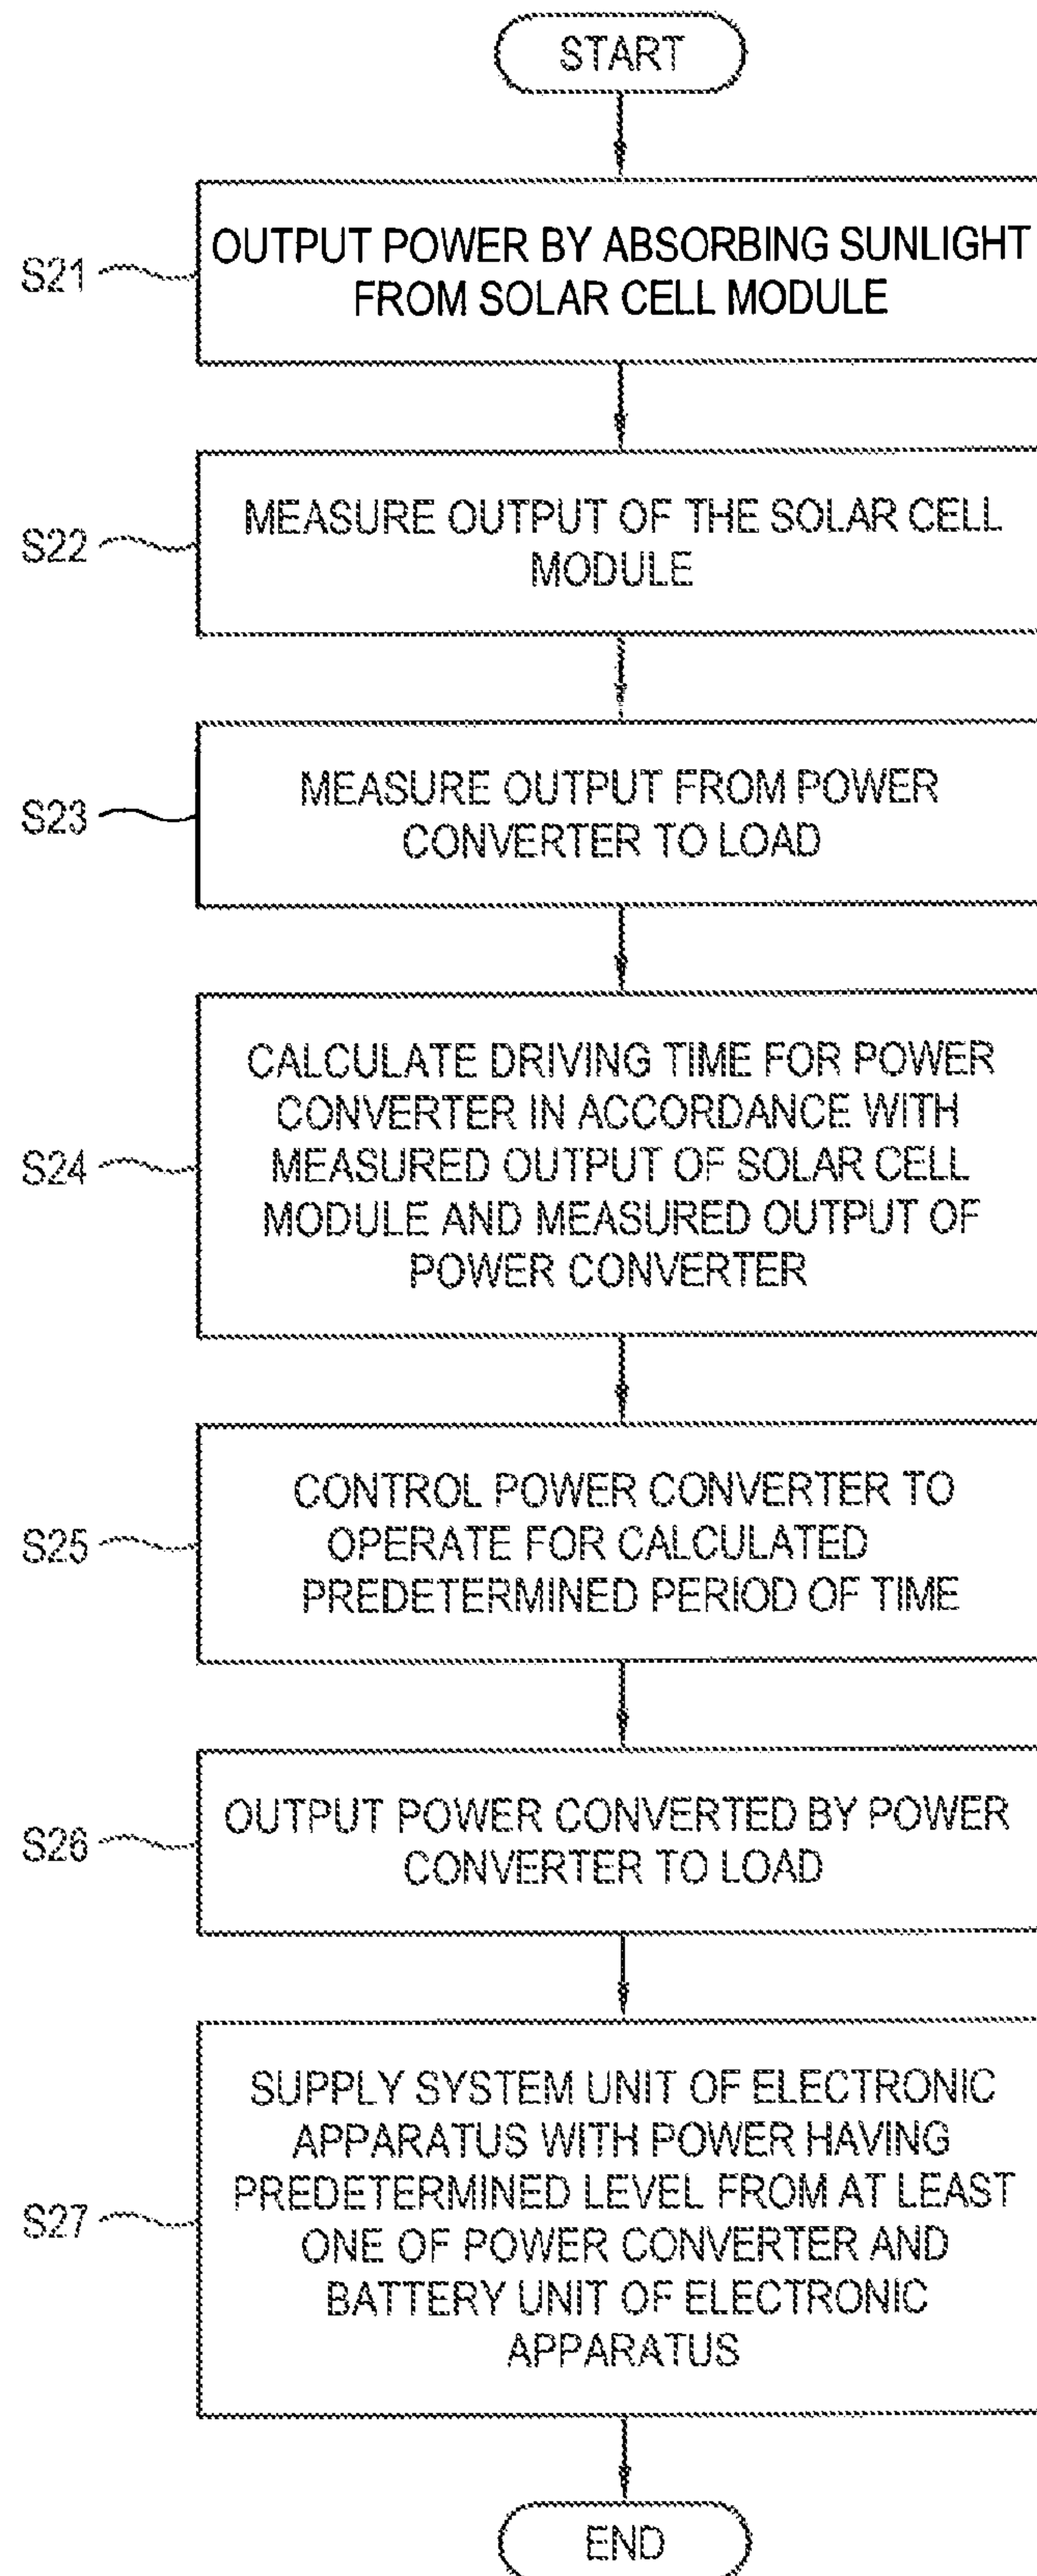 START
S21
OUTPUT POWER BY ABSORBING SUNLIGHT
FROM SOLAR CELL MODULE
S22
MEASURE OUTPUT OF THE SOLAR CELL
MODULE
S23
MEASURE OUTPUT FROM POWER
CONVERTER TO LOAD
S24
CALCULATE DRIVING TIME FOR POWER
CONVERTER IN ACCORDANCE WITH
MEASURED OUTPUT OF SOLAR CELL
MODULE AND MEASURED OUTPUT OF
POWER CONVERTER
S25
CONTROL POWER CONVERTER TO
OPERATE FOR CALCULATED
PREDETERMINED PERIOD OF TIME
S26
OUTPUT POWER CONVERTED BY POWER
CONVERTER TO LOAD
S27
SUPPLY SYSTEM UNIT OF ELECTRONIC
APPARATUS WITH POWER HAVING
PREDETERMINED LEVEL FROM AT LEAST
ONE OF POWER CONVERTER AND
BATTERY UNIT OF ELECTRONIC
APPARATUS
END